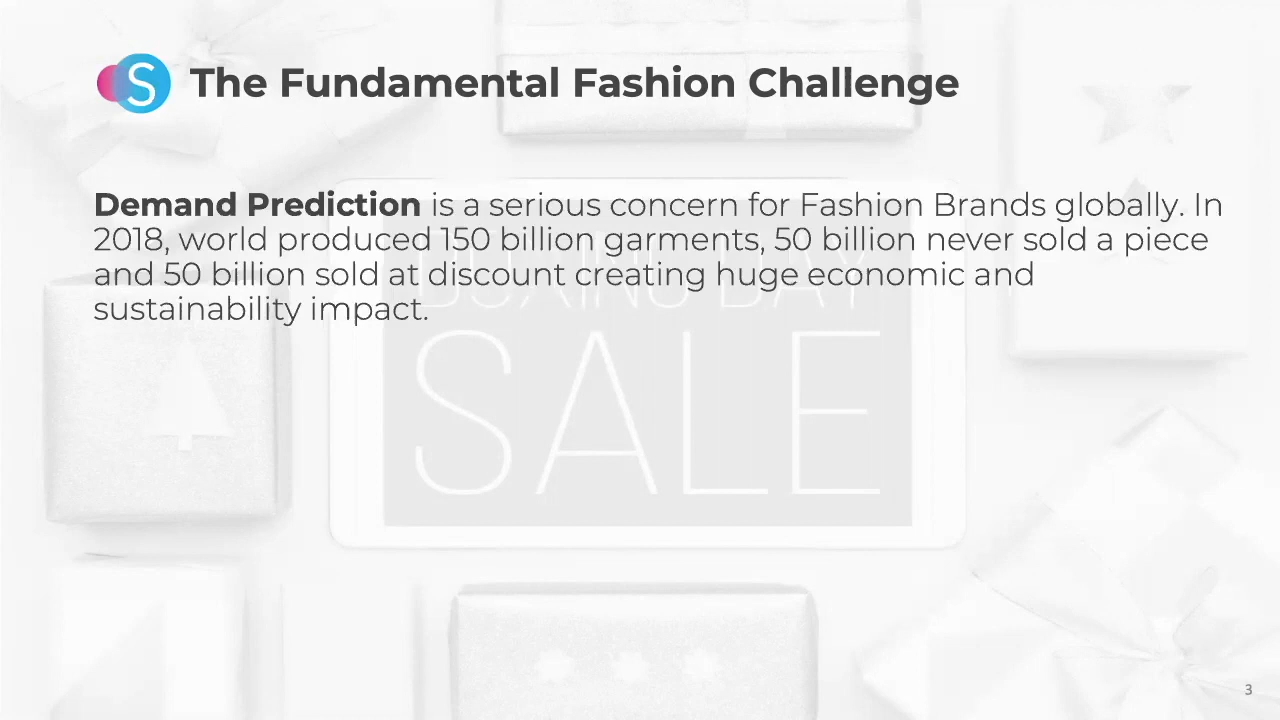 S The Fundamental Fashion Challenge
Demand Prediction is a serious concern for Fashion Brands globally. In
2018, world produced 150 billion garments, 50 billion never sold a piece
and 50 billion sold at discount creating huge economic and
sustainability impact.
BOXING DAY
SALE
3